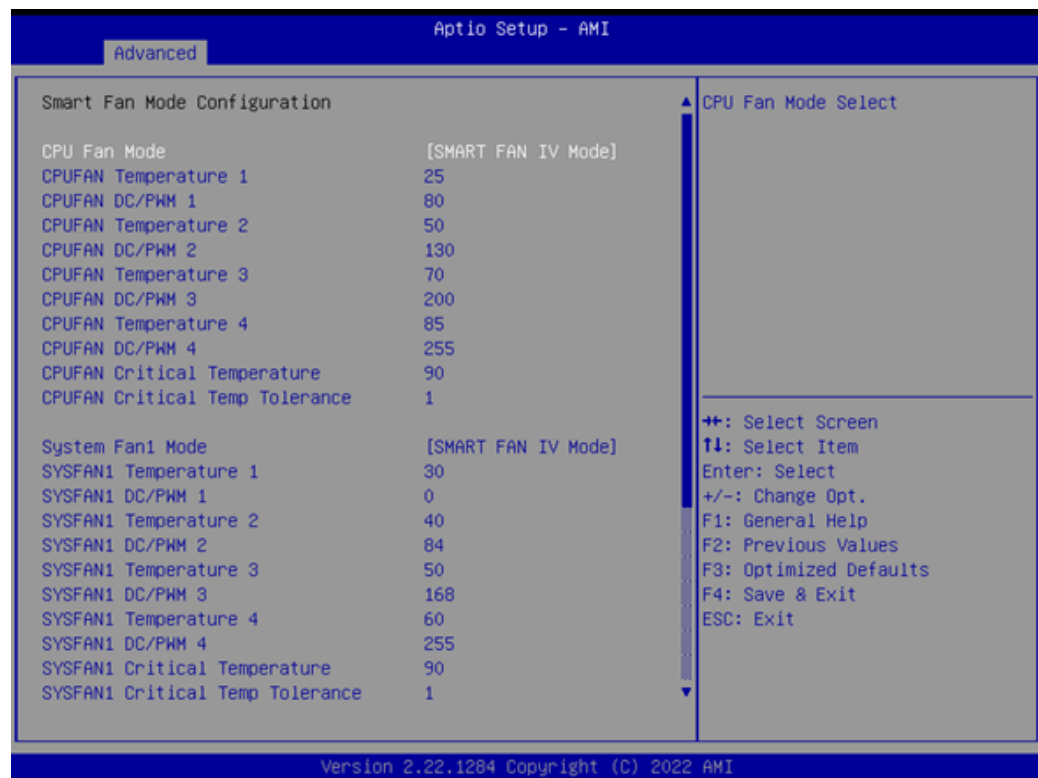 Aptio Setup – AMI
Advanced
Smart Fan Mode Configuration
CPU Fan Mode [SMART FAN IV Mode]
CPUFAN Temperature 1 25
CPUFAN DC/PWM 1 80
CPUFAN Temperature 2 50
CPUFAN DC/PWM 2 130
CPUFAN Temperature 3 70
CPUFAN DC/PWM 3 200
CPUFAN Temperature 4 85
CPUFAN DC/PWM 4 255
CPUFAN Critical Temperature 90
CPUFAN Critical Temp Tolerance 1
System Fan1 Mode [SMART FAN IV Mode]
SYSFAN1 Temperature 1 30
SYSFAN1 DC/PWM 1 0
SYSFAN1 Temperature 2 40
SYSFAN1 DC/PWM 2 84
SYSFAN1 Temperature 3 50
SYSFAN1 DC/PWM 3 168
SYSFAN1 Temperature 4 60
SYSFAN1 DC/PWM 4 255
SYSFAN1 Critical Temperature 90
SYSFAN1 Critical Temp Tolerance 1
CPU Fan Mode Select
→←: Select Screen
↑↓: Select Item
Enter: Select
+/-: Change Opt.
F1: General Help
F2: Previous Values
F3: Optimized Defaults
F4: Save & Exit
ESC: Exit
Version 2.22.1284 Copyright (C) 2022 AMI